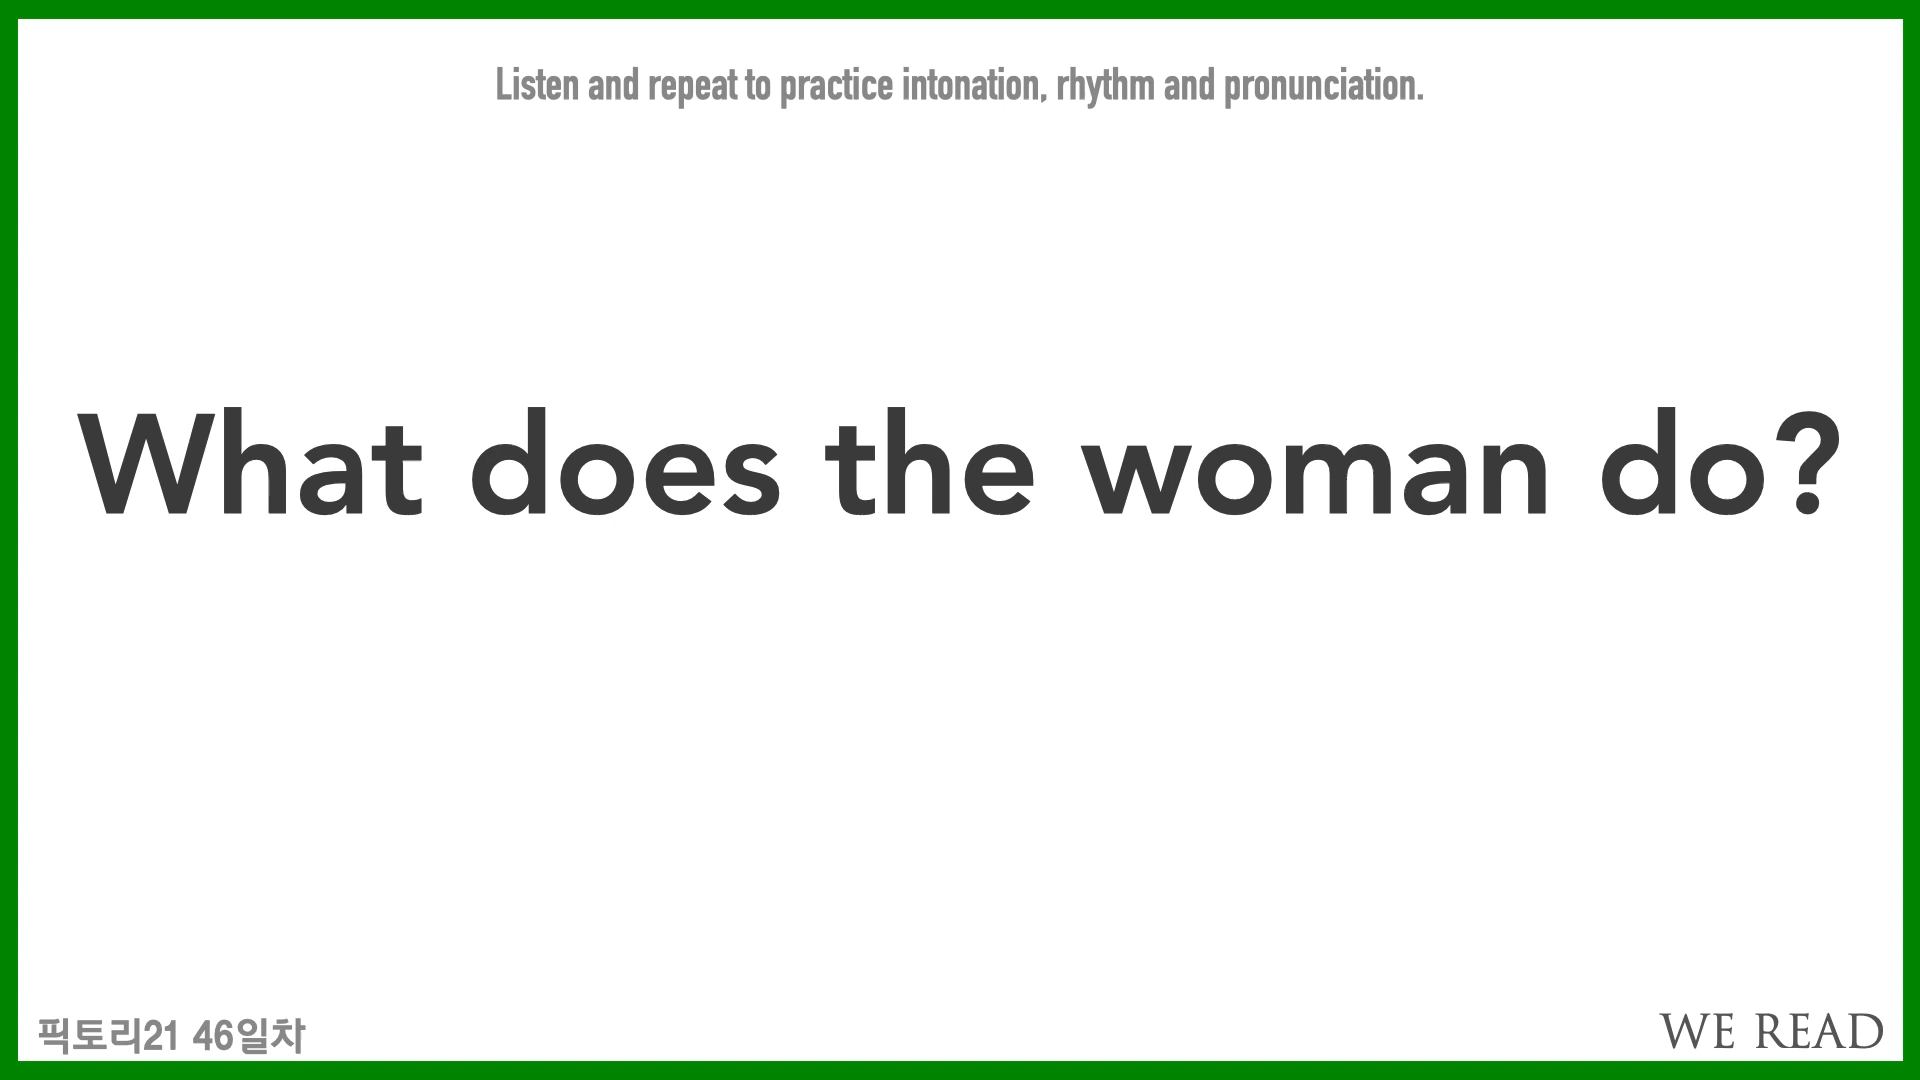 Listen and repeat to practice intonation, rhythm and pronunciation.
What does the woman do?
픽토리21 46일차
WE READ